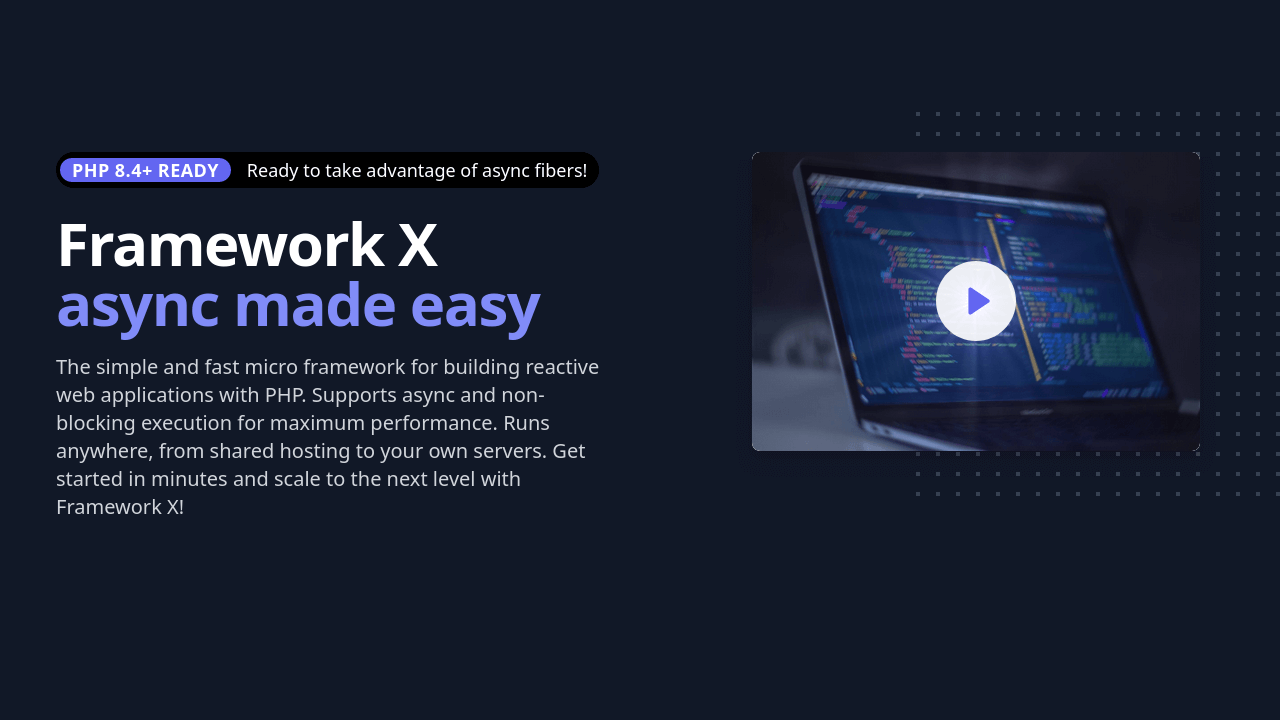 PHP 8.4+ READY Ready to take advantage of async fibers!
Framework X
async made easy
The simple and fast micro framework for building reactive
web applications with PHP. Supports async and non-
blocking execution for maximum performance. Runs
anywhere, from shared hosting to your own servers. Get
started in minutes and scale to the next level with
Framework X!